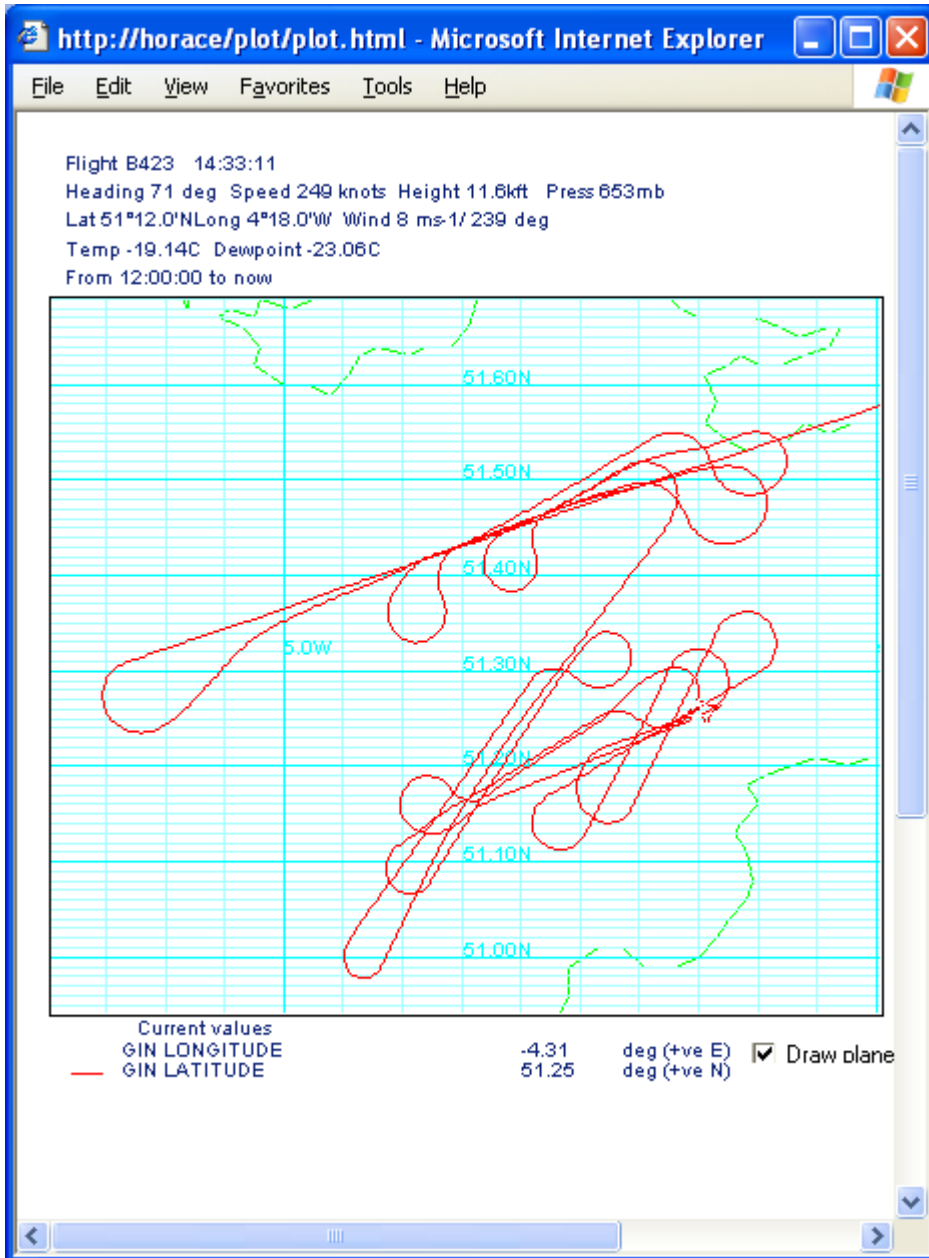 http://horace/plot/plot.html - Microsoft Internet Explorer
File Edit View Favorites Tools Help
Flight B423 14:33:11
Heading 71 deg Speed 249 knots Height 11.6kft Press 653mb
Lat 51°12.0'NLong 4°18.0'W Wind 8 ms-1/ 239 deg
Temp -19.14C Dewpoint -23.06C
From 12:00:00 to now
51.60N
51.50N
51.40N
5.0W
51.30N
51.20N
51.10N
51.00N
Current values
GIN LONGITUDE -4.31 deg (+ve E)
GIN LATITUDE 51.25 deg (+ve N)
Draw plane